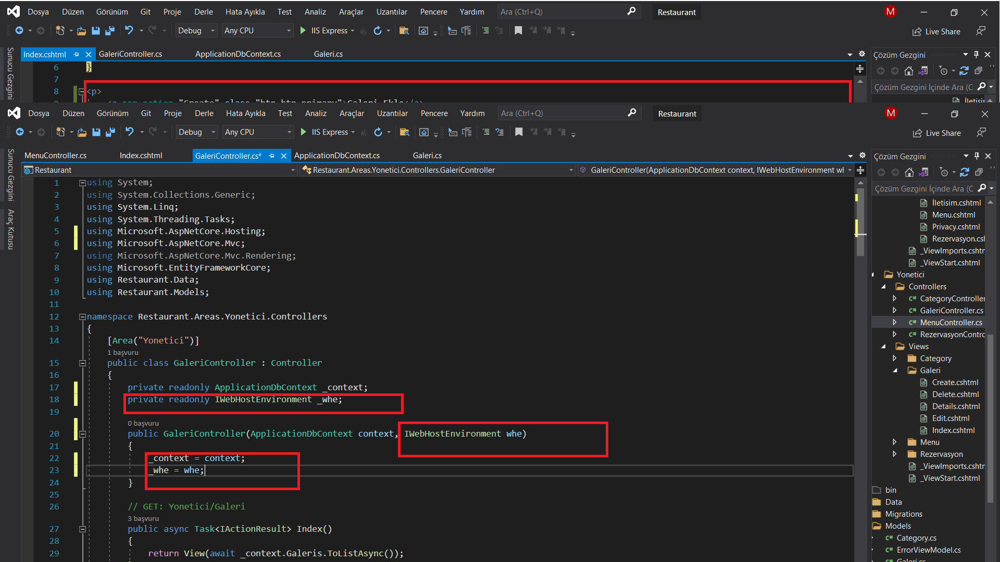 Dosya Düzen Görünüm Git Proje Derle Hata Ayıkla Test Analiz Araçlar Uzantılar Pencere Yardım Ara (Ctrl+Q) Restaurant M
Debug Any CPU IIS Express Live Share
Index.cshtml GaleriController.cs ApplicationDbContext.cs Galeri.cs
Çözüm Gezgini
Sunucu Gezgini
Çözüm Gezgini İçinde Ara (C
6 }
7
8 <p>
Dosya Düzen Görünüm Git Proje Derle Hata Ayıkla Test Analiz Araçlar Uzantılar Pencere Yardım Ara (Ctrl+Q) Restaurant M
Debug Any CPU IIS Express Live Share
MenuController.cs Index.cshtml GaleriController.cs* ApplicationDbContext.cs Galeri.cs
Restaurant Restaurant.Areas.Yonetici.Controllers.GaleriController GaleriController(ApplicationDbContext context, IWebHostEnvironment wh
Sunucu Gezgini
Araç Kutusu
1 using System;
2 using System.Collections.Generic;
3 using System.Linq;
4 using System.Threading.Tasks;
5 using Microsoft.AspNetCore.Hosting;
6 using Microsoft.AspNetCore.Mvc;
7 using Microsoft.AspNetCore.Mvc.Rendering;
8 using Microsoft.EntityFrameworkCore;
9 using Restaurant.Data;
10 using Restaurant.Models;
11
12 namespace Restaurant.Areas.Yonetici.Controllers
13 {
14 [Area("Yonetici")]
1 başvuru
15 public class GaleriController : Controller
16 {
17 private readonly ApplicationDbContext _context;
18 private readonly IWebHostEnvironment _whe;
19
0 başvuru
20 public GaleriController(ApplicationDbContext context, IWebHostEnvironment whe)
21 {
22 _context = context;
23 _whe = whe;
24 }
25
26 // GET: Yonetici/Galeri
3 başvuru
27 public async Task<IActionResult> Index()
28 {
29 return View(await _context.Galeris.ToListAsync());
Çözüm Gezgini
Çözüm Gezgini İçinde Ara (C
İletisim.cshtml
Menu.cshtml
Privacy.cshtml
Rezervasyon.csh
_ViewImports.cshtm
_ViewStart.cshtml
Yonetici
Controllers
CategoryController
GaleriController.cs
MenuController.cs
RezervasyonContro
Views
Category
Galeri
Create.cshtml
Delete.cshtml
Details.cshtml
Edit.cshtml
Index.cshtml
Menu
Rezervasyon
_ViewImports.cshtm
_ViewStart.cshtml
bin
Data
Migrations
Models
Category.cs
ErrorViewModel.cs